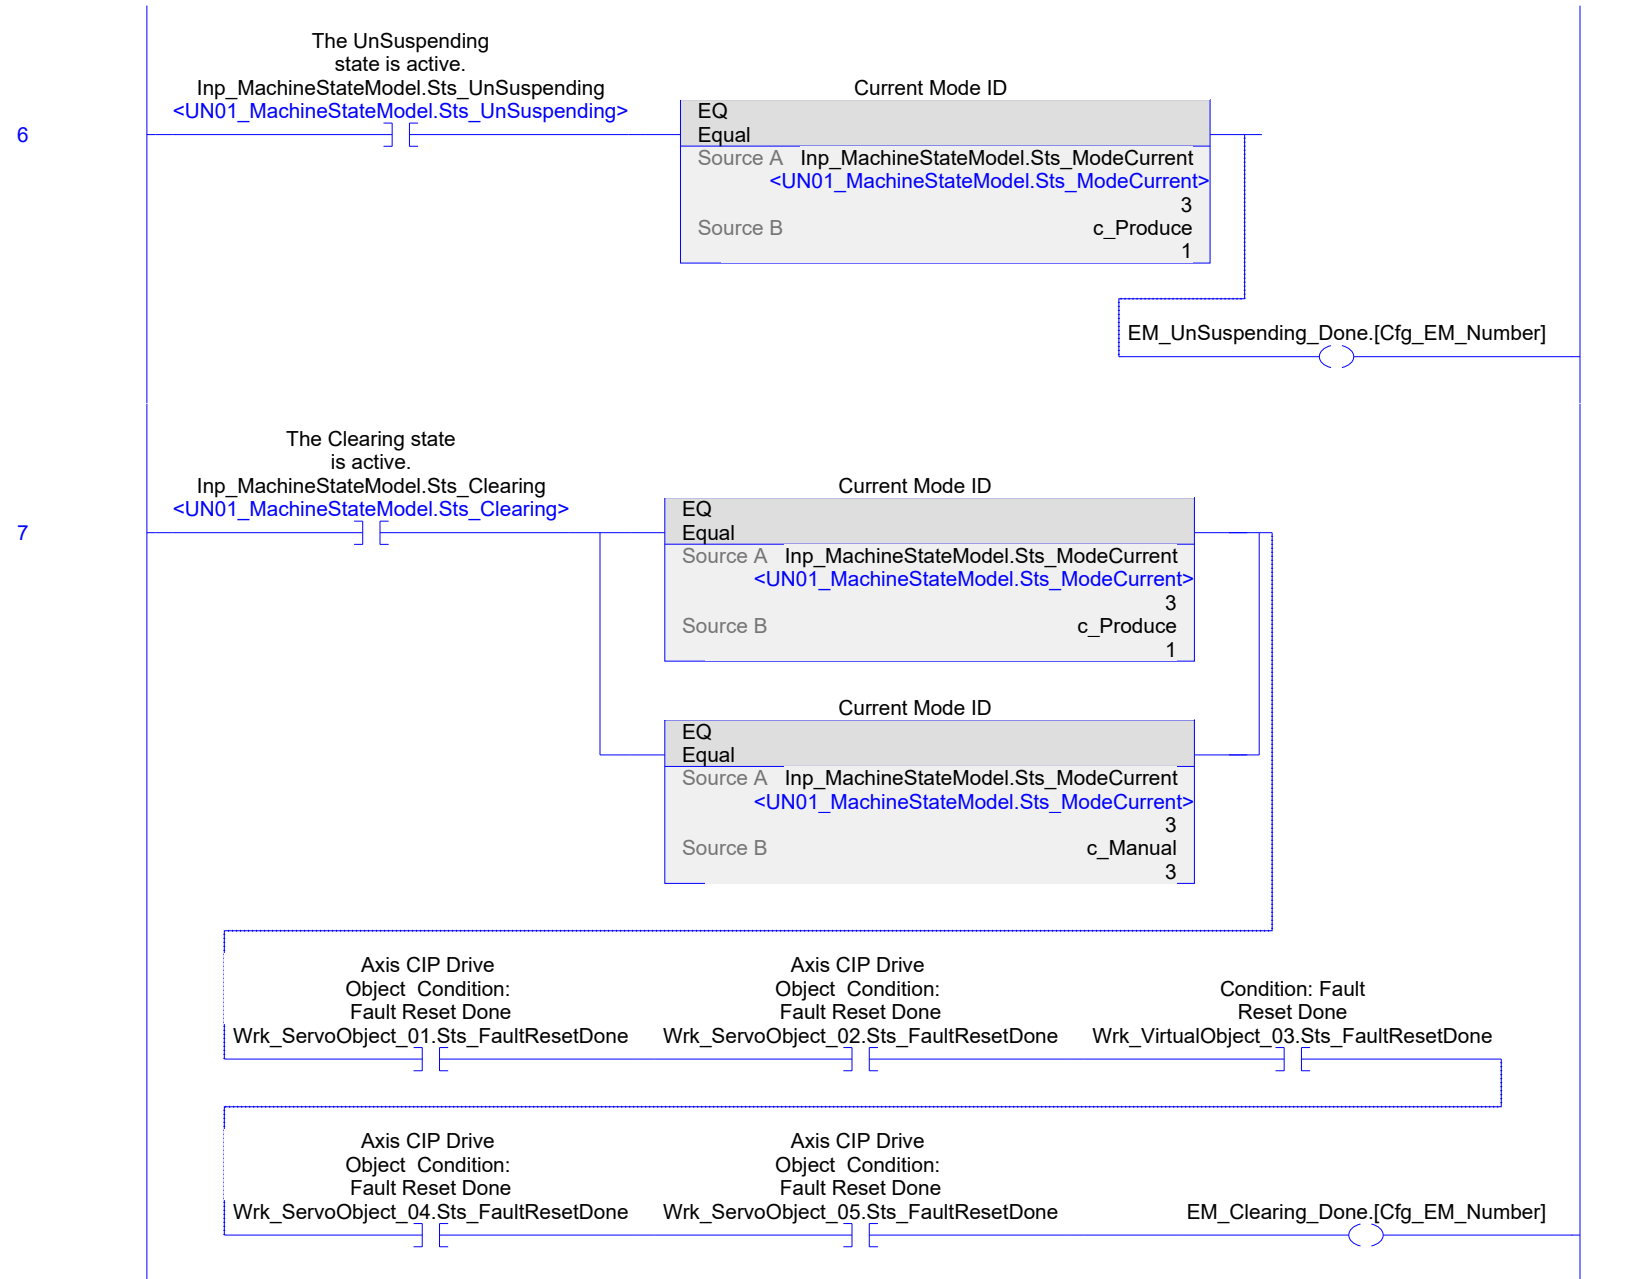 The UnSuspending
state is active.
Inp_MachineStateModel.Sts_UnSuspending
<UN01_MachineStateModel.Sts_UnSuspending>
Current Mode ID
6
EQ
Equal
Source A Inp_MachineStateModel.Sts_ModeCurrent
<UN01_MachineStateModel.Sts_ModeCurrent>
3
Source B c_Produce
1
EM_UnSuspending_Done.[Cfg_EM_Number]
The Clearing state
is active.
Inp_MachineStateModel.Sts_Clearing
<UN01_MachineStateModel.Sts_Clearing>
Current Mode ID
7
EQ
Equal
Source A Inp_MachineStateModel.Sts_ModeCurrent
<UN01_MachineStateModel.Sts_ModeCurrent>
3
Source B c_Produce
1
Current Mode ID
EQ
Equal
Source A Inp_MachineStateModel.Sts_ModeCurrent
<UN01_MachineStateModel.Sts_ModeCurrent>
3
Source B c_Manual
3
Axis CIP Drive
Object Condition:
Fault Reset Done
Wrk_ServoObject_01.Sts_FaultResetDone
Axis CIP Drive
Object Condition:
Fault Reset Done
Wrk_ServoObject_02.Sts_FaultResetDone
Condition: Fault
Reset Done
Wrk_VirtualObject_03.Sts_FaultResetDone
Axis CIP Drive
Object Condition:
Fault Reset Done
Wrk_ServoObject_04.Sts_FaultResetDone
Axis CIP Drive
Object Condition:
Fault Reset Done
Wrk_ServoObject_05.Sts_FaultResetDone
EM_Clearing_Done.[Cfg_EM_Number]